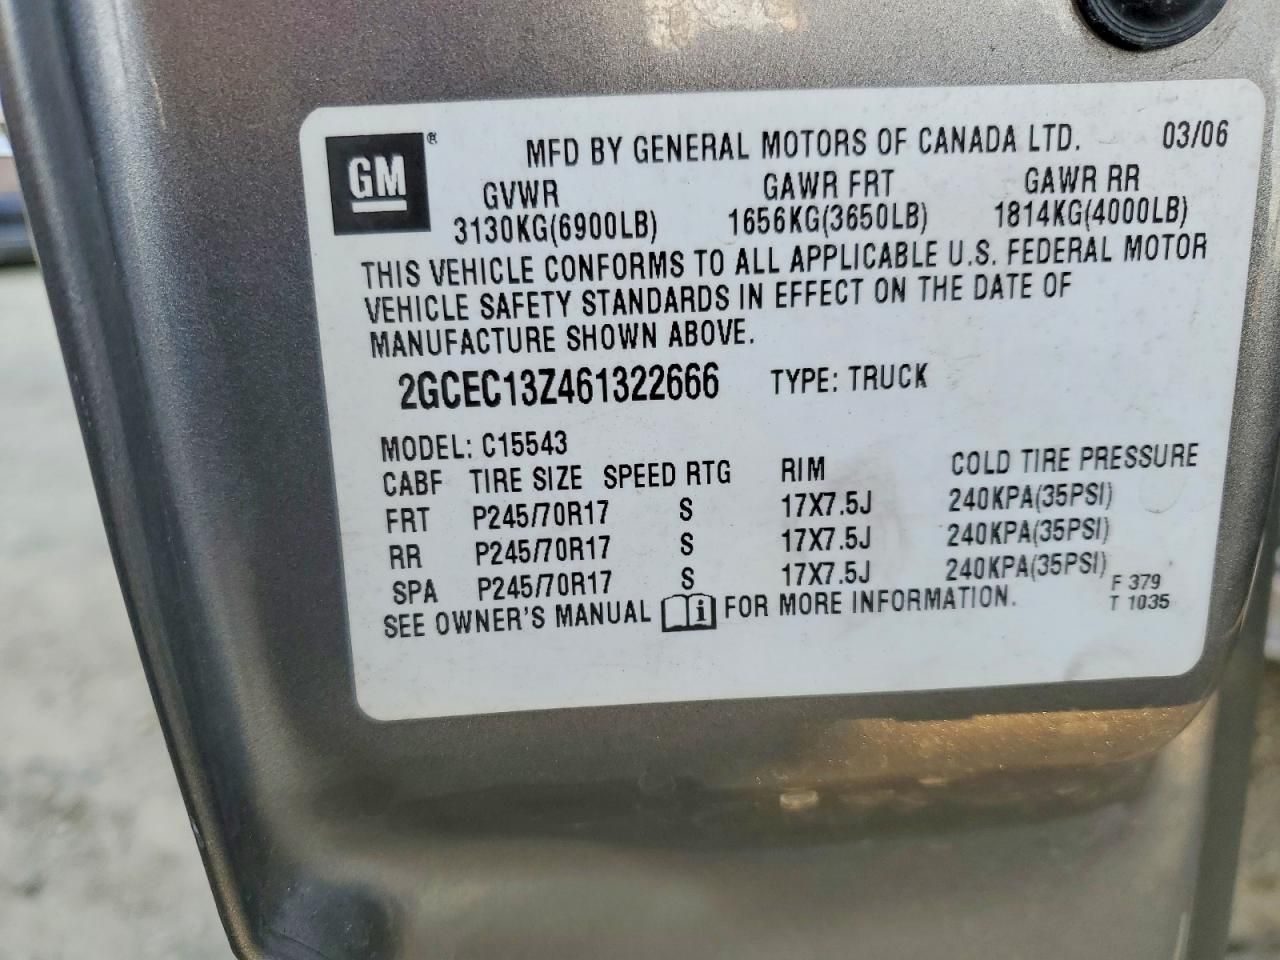 GM ® MFD BY GENERAL MOTORS OF CANADA LTD. 03/06
GVWR GAWR FRT GAWR RR
3130KG(6900LB) 1656KG(3650LB) 1814KG(4000LB)
THIS VEHICLE CONFORMS TO ALL APPLICABLE U.S. FEDERAL MOTOR
VEHICLE SAFETY STANDARDS IN EFFECT ON THE DATE OF
MANUFACTURE SHOWN ABOVE.
2GCEC13Z461322666 TYPE: TRUCK
MODEL: C15543
CABF TIRE SIZE SPEED RTG RIM COLD TIRE PRESSURE
FRT P245/70R17 S 17X7.5J 240KPA(35PSI)
RR P245/70R17 S 17X7.5J 240KPA(35PSI)
SPA P245/70R17 S 17X7.5J 240KPA(35PSI)
SEE OWNER'S MANUAL i FOR MORE INFORMATION.
F 379
T 1035